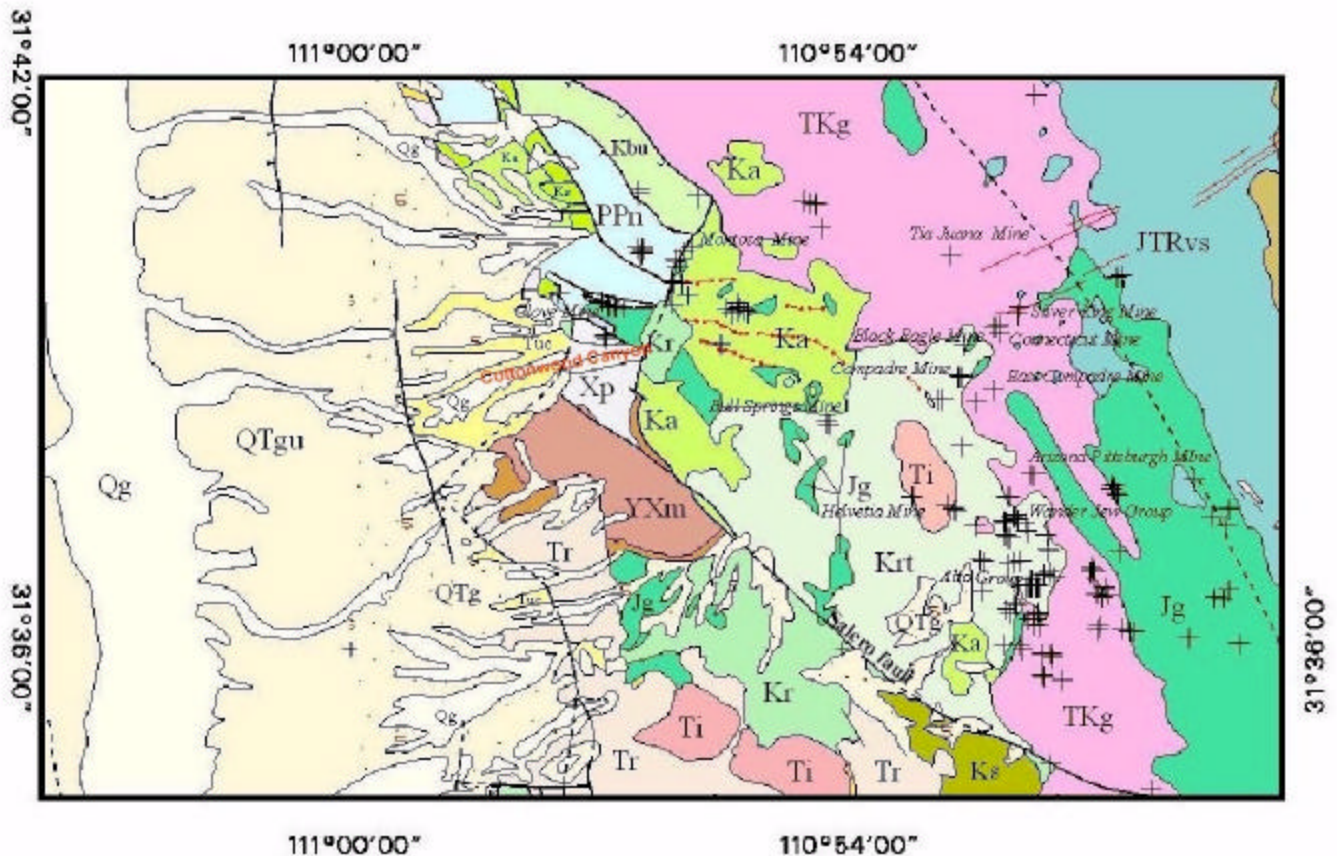 111°00'00"
110°54'00"
31°42'00"
TKg
Qg
Ka
Kbu
Ka
Ka
PPn
Montosa Mine
Tia Juana Mine
JTRvs
Glove Mine
Silver King Mine
Tuc
Kr
Ka
Black Eagle Mine
Connecticut Mine
Cottonwood Canyon
Compadre Mine
East Compadre Mine
Xp
Qg
Bull Springs Mine
Ka
QTgu
Arizona-Pittsburgh Mine
Qg
Ti
Jg
YXm
Helvetia Mine
Wander Jew Group
Tr
Krt
Alto Group
QTg
Tuc
Jg
Jg
QTg
Salero fault
Ka
31°36'00"
31°36'00"
Kr
Qg
Ti
TKg
Tr
Ti
Tr
Ks
111°00'00"
110°54'00"